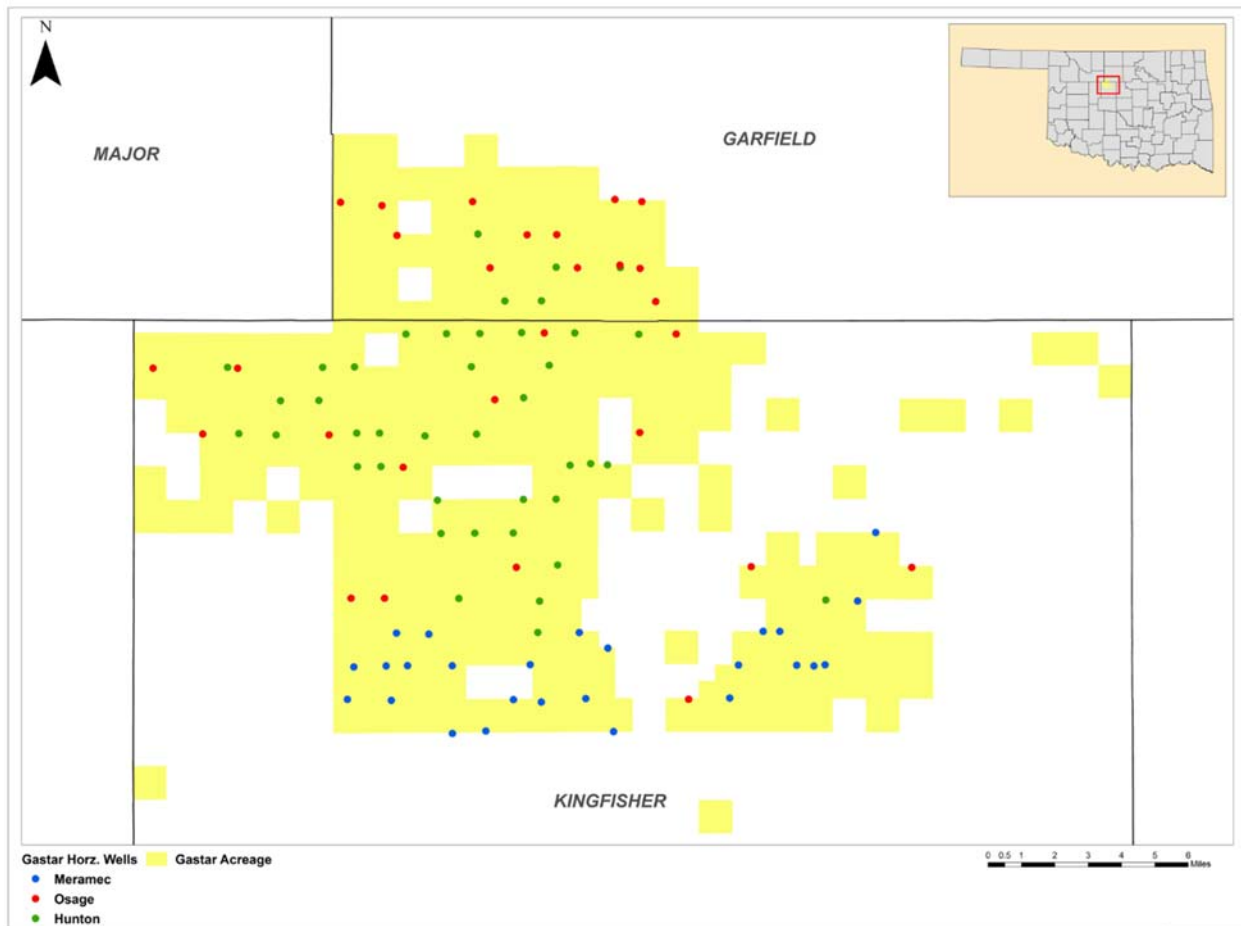 N
MAJOR
GARFIELD
KINGFISHER
Gastar Horz. Wells Gastar Acreage
Meramec
Osage
Hunton
0 0.5 1 2 3 4 5 6
Miles